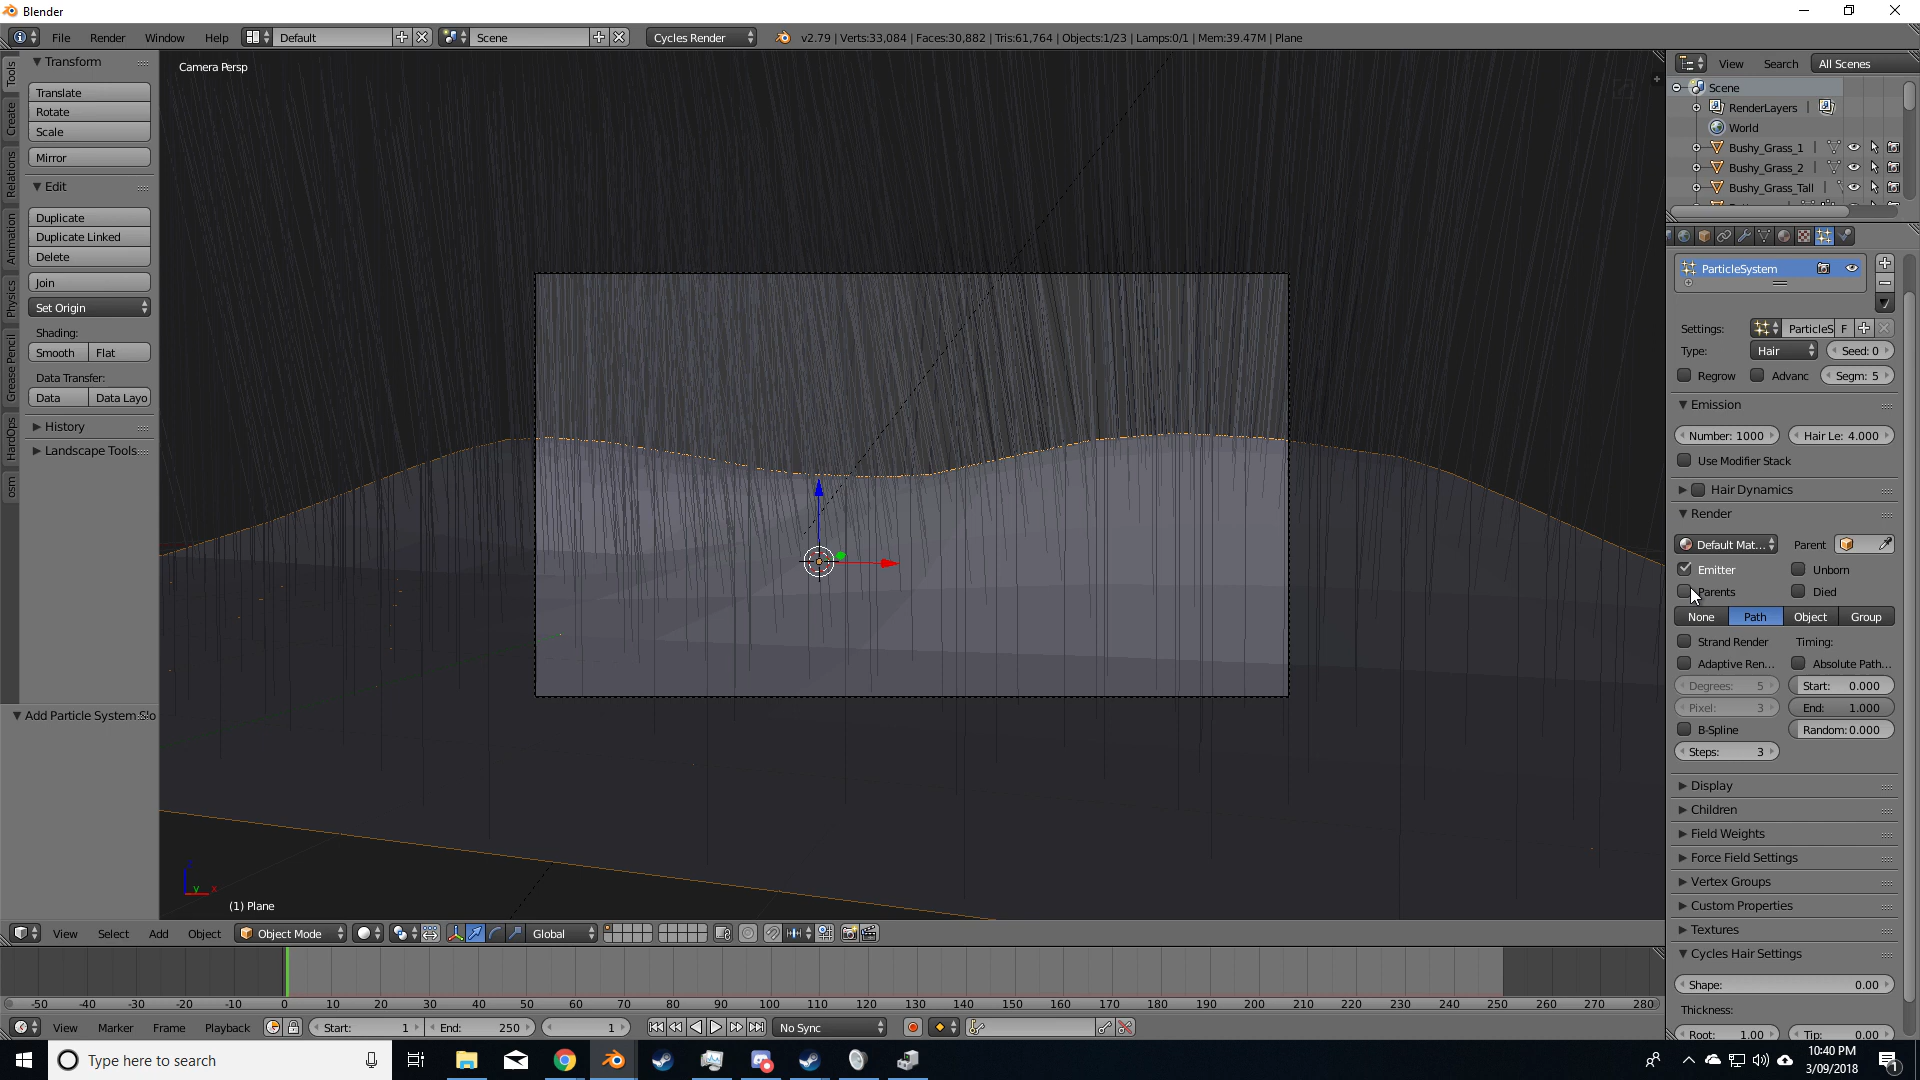 Blender
File Render Window Help Default Scene Cycles Render v2.79 | Verts:33,084 | Faces:30,882 | Tris:61,764 | Objects:1/23 | Lamps:0/1 | Mem:39.47M | Plane
Tools
Create
Relations
Animation
Physics
Grease Pencil
HardOps
osm
Transform
Translate
Rotate
Scale
Mirror
Edit
Duplicate
Duplicate Linked
Delete
Join
Set Origin
Shading:
Smooth Flat
Data Transfer:
Data Data Layo
History
Landscape Tools
Add Particle System Slo
Camera Persp
y x
(1) Plane
View Search All Scenes
Scene
RenderLayers |
World
Bushy_Grass_1 |
Bushy_Grass_2 |
Bushy_Grass_Tall |
ParticleSystem
Settings: ParticleS F
Type: Hair Seed: 0
Regrow Advanc Segm: 5
Emission
Number: 1000 Hair Le: 4.000
Use Modifier Stack
Hair Dynamics
Render
Default Mat... Parent
Emitter Unborn
Parents Died
None Path Object Group
Strand Render Timing:
Adaptive Ren... Absolute Path...
Degrees: 5 Start: 0.000
Pixel: 3 End: 1.000
B-Spline Random: 0.000
Steps: 3
Display
Children
Field Weights
Force Field Settings
Vertex Groups
Custom Properties
Textures
Cycles Hair Settings
Shape: 0.00
Thickness:
Root: 1.00 Tip: 0.00
View Select Add Object Object Mode Global
-50 -40 -30 -20 -10 0 10 20 30 40 50 60 70 80 90 100 110 120 130 140 150 160 170 180 190 200 210 220 230 240 250 260 270 280
View Marker Frame Playback Start: 1 End: 250 1 No Sync
Type here to search
10:40 PM
3/09/2018
1